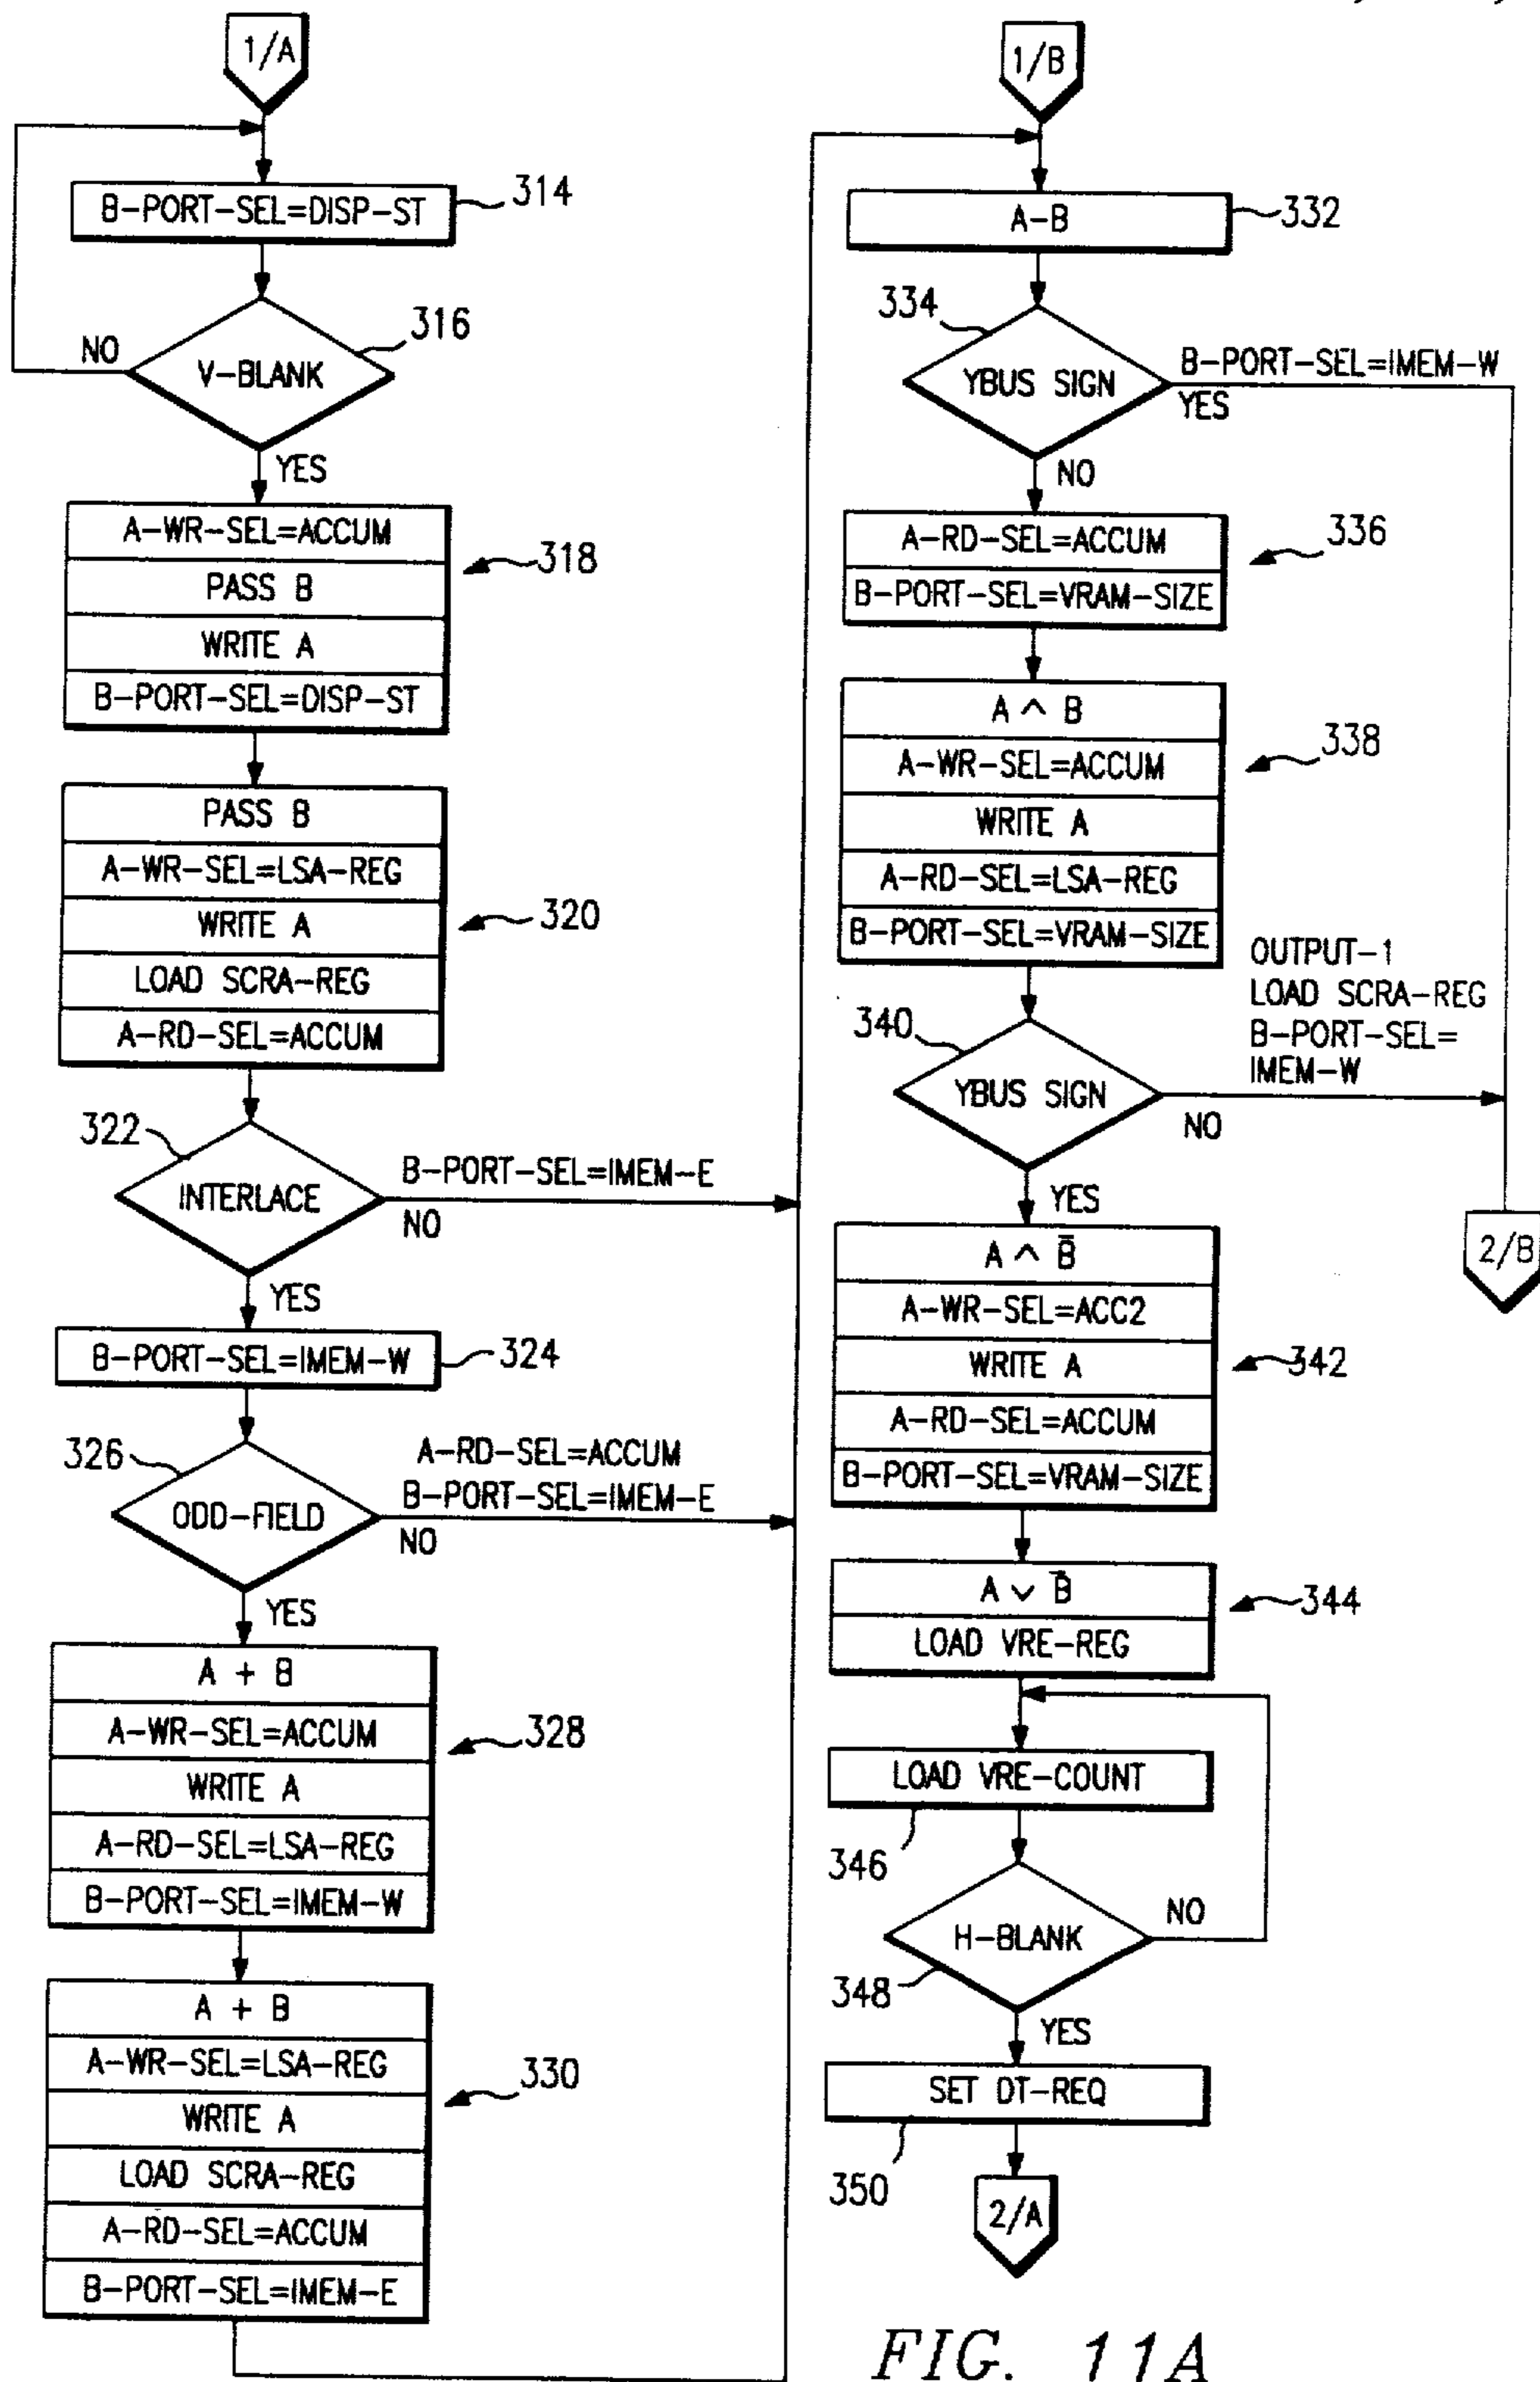 1/A
B-PORT-SEL=DISP-ST
314
V-BLANK
316
NO
YES
A-WR-SEL=ACCUM
PASS B
WRITE A
B-PORT-SEL=DISP-ST
318
PASS B
A-WR-SEL=LSA-REG
WRITE A
LOAD SCRA-REG
A-RD-SEL=ACCUM
320
322
INTERLACE
B-PORT-SEL=IMEM-E
NO
YES
B-PORT-SEL=IMEM-W
324
326
ODD-FIELD
A-RD-SEL=ACCUM
B-PORT-SEL=IMEM-E
NO
YES
A + B
A-WR-SEL=ACCUM
WRITE A
A-RD-SEL=LSA-REG
B-PORT-SEL=IMEM-W
328
A + B
A-WR-SEL=LSA-REG
WRITE A
LOAD SCRA-REG
A-RD-SEL=ACCUM
B-PORT-SEL=IMEM-E
330
1/B
A-B
332
334
YBUS SIGN
B-PORT-SEL=IMEM-W
YES
NO
A-RD-SEL=ACCUM
B-PORT-SEL=VRAM-SIZE
336
A ^ B
A-WR-SEL=ACCUM
WRITE A
A-RD-SEL=LSA-REG
B-PORT-SEL=VRAM-SIZE
338
340
YBUS SIGN
OUTPUT-1
LOAD SCRA-REG
B-PORT-SEL=
IMEM-W
NO
YES
2/B
A ^ B̄
A-WR-SEL=ACC2
WRITE A
A-RD-SEL=ACCUM
B-PORT-SEL=VRAM-SIZE
342
A ∨ B̄
LOAD VRE-REG
344
LOAD VRE-COUNT
346
H-BLANK
NO
348
YES
SET DT-REQ
350
2/A
FIG. 11A